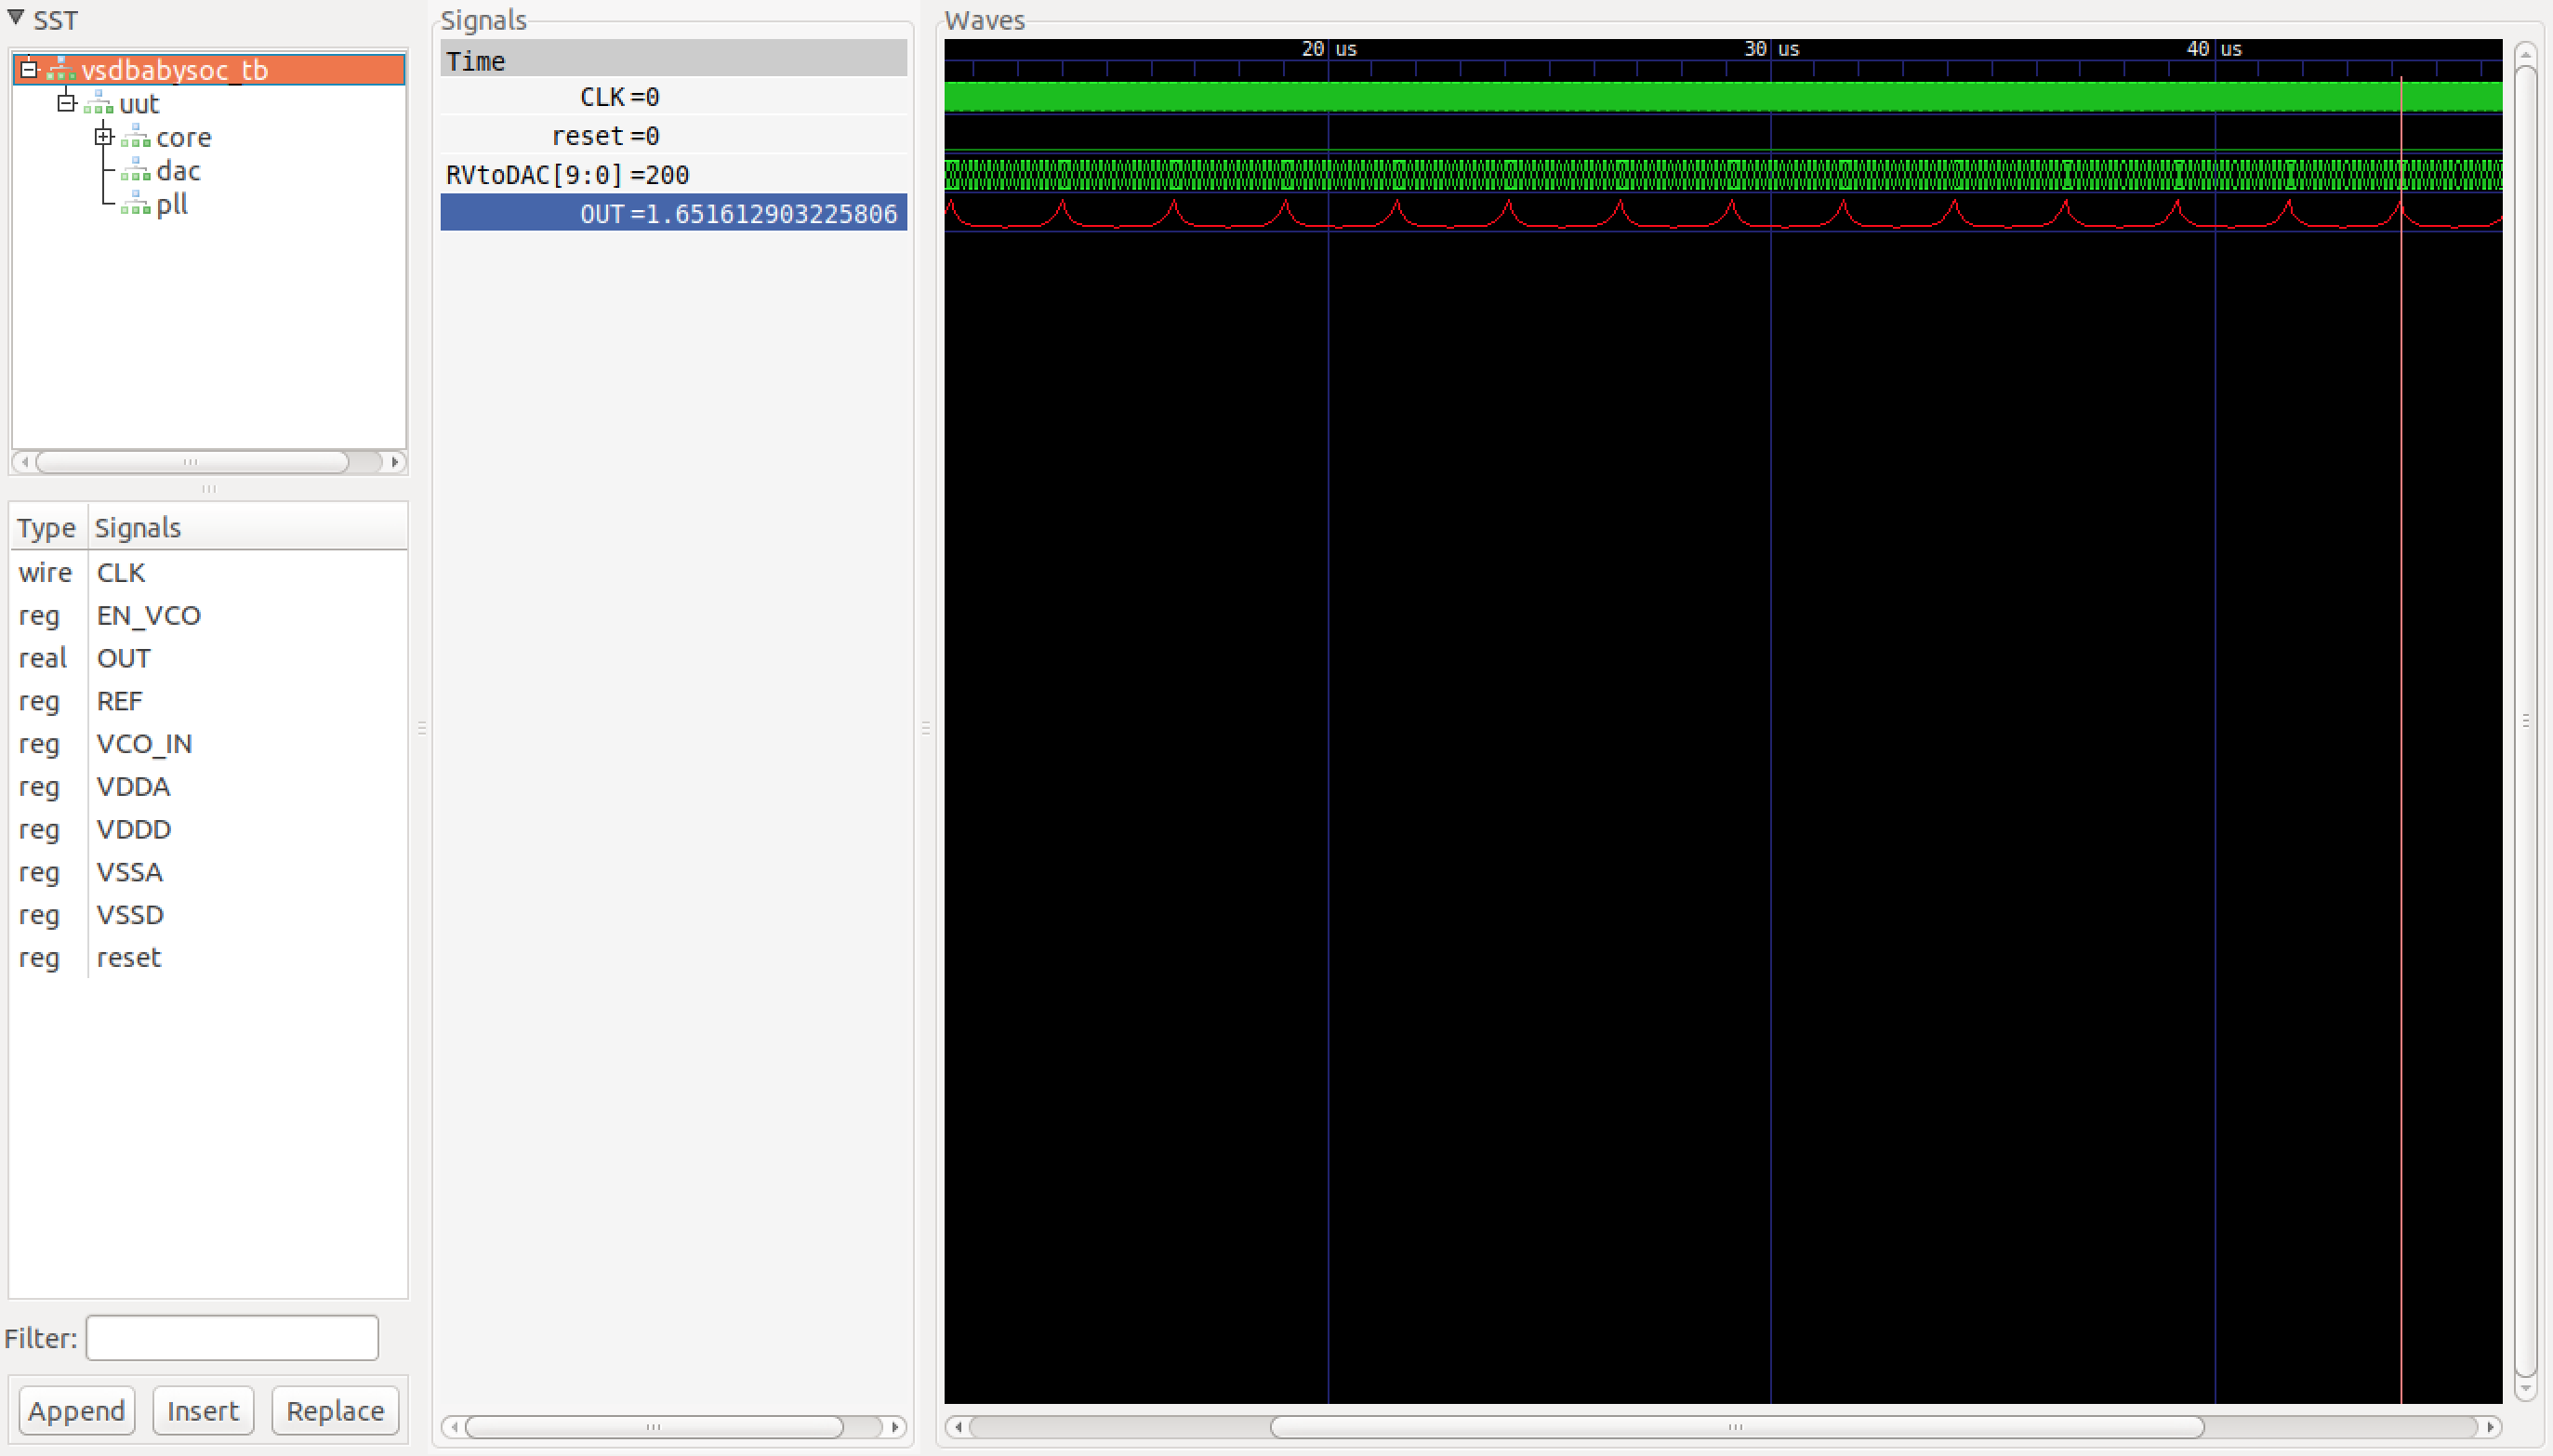 SST
vsdbabysoc_tb
uut
core
dac
pll
Type Signals
wire CLK
reg EN_VCO
real OUT
reg REF
reg VCO_IN
reg VDDA
reg VDDD
reg VSSA
reg VSSD
reg reset
Filter:
Append Insert Replace
Signals
Time
CLK =0
reset =0
RVtoDAC[9:0] =200
OUT =1.651612903225806
Waves
20 us 30 us 40 us